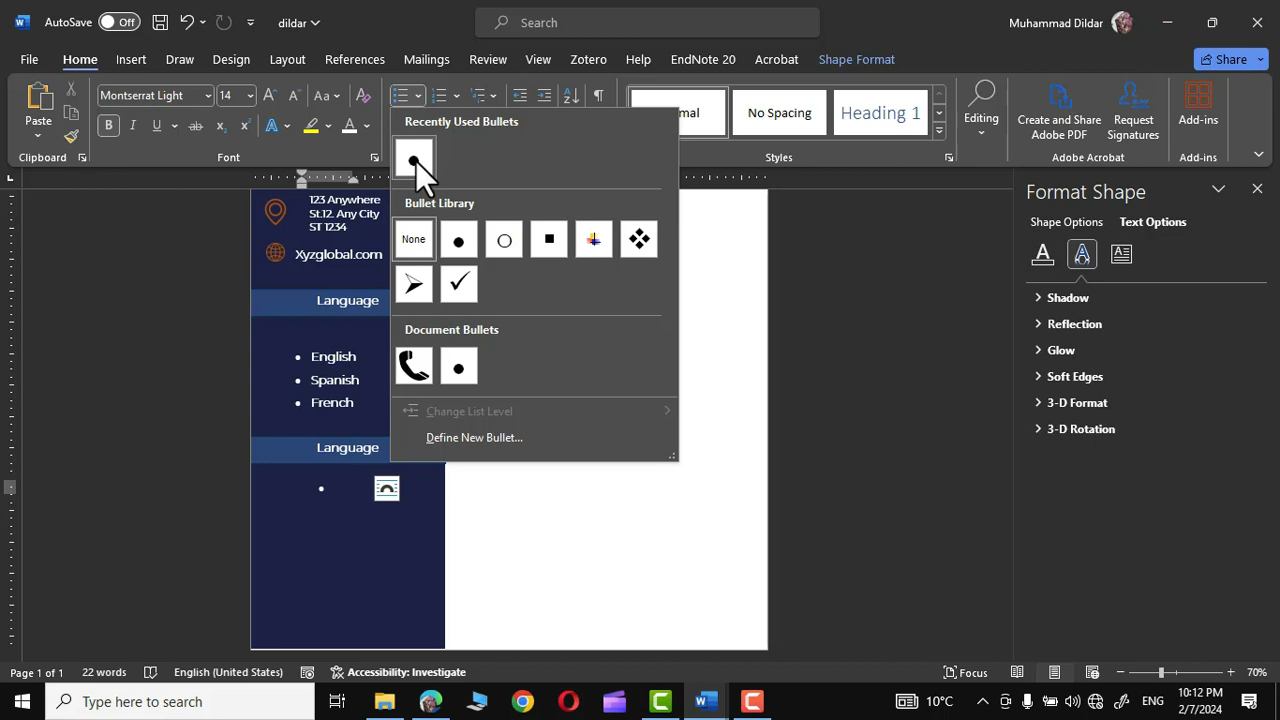 AutoSave Off dildar Search Muhammad Dildar
File Home Insert Draw Design Layout References Mailings Review View Zotero Help EndNote 20 Acrobat Shape Format Share
Paste Montserrat Light 14 Aa Normal No Spacing Heading 1 Editing Create and Share Adobe PDF Request Signatures Add-ins
Clipboard Font Styles Adobe Acrobat Add-ins
Recently Used Bullets
Bullet Library
None
Document Bullets
Change List Level
Define New Bullet...
123 Anywhere
St.12. Any City
ST 1234
Xyzglobal.com
Language
• English
• Spanish
• French
Language
•
Format Shape
Shape Options Text Options
Shadow
Reflection
Glow
Soft Edges
3-D Format
3-D Rotation
Page 1 of 1 22 words English (United States) Accessibility: Investigate Focus 70%
Type here to search 10°C ENG 10:12 PM
2/7/2024